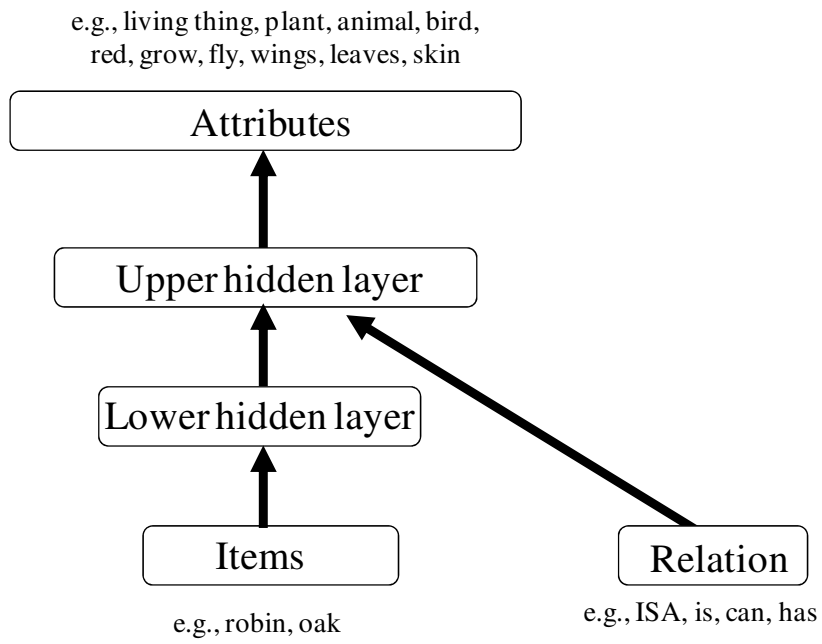 e.g., living thing, plant, animal, bird,
red, grow, fly, wings, leaves, skin
Attributes
Upper hidden layer
Lower hidden layer
Items
Relation
e.g., robin, oak
e.g., ISA, is, can, has